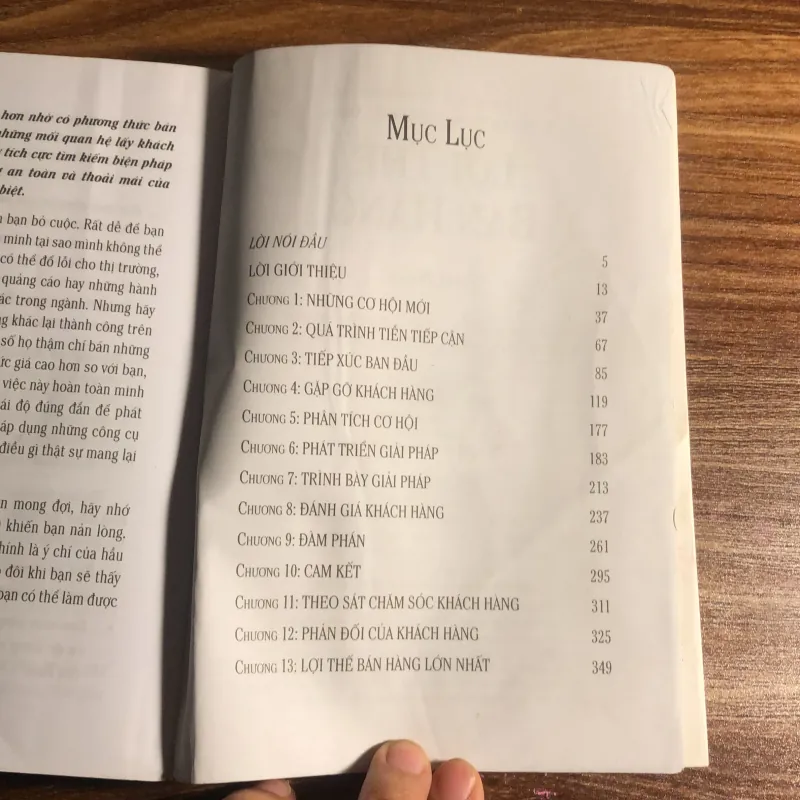 hơn nhờ có phương thức bán
những mối quan hệ lấy khách
tích cực tìm kiếm biện pháp
an toàn và thoải mái của
biệt.
bạn bỏ cuộc. Rất dễ để bạn
minh tại sao mình không thể
có thể đổ lỗi cho thị trường,
quảng cáo hay những hành
trong ngành. Nhưng hãy
khác lại thành công trên
số họ thậm chí bán những
giá cao hơn so với bạn,
việc này hoàn toàn minh
độ đúng đắn để phát
áp dụng những công cụ
điều gì thật sự mang lại
mong đợi, hãy nhớ
khiến bạn nản lòng.
chính là ý chí của hầu
đôi khi bạn sẽ thấy
bạn có thể làm được
MỤC LỤC
LỜI NÓI ĐẦU 5
LỜI GIỚI THIỆU 13
CHƯƠNG 1: NHỮNG CƠ HỘI MỚI 37
CHƯƠNG 2: QUÁ TRÌNH TIỀN TIẾP CẬN 67
CHƯƠNG 3: TIẾP XÚC BAN ĐẦU 85
CHƯƠNG 4: GẶP GỠ KHÁCH HÀNG 119
CHƯƠNG 5: PHÂN TÍCH CƠ HỘI 177
CHƯƠNG 6: PHÁT TRIỂN GIẢI PHÁP 183
CHƯƠNG 7: TRÌNH BÀY GIẢI PHÁP 213
CHƯƠNG 8: ĐÁNH GIÁ KHÁCH HÀNG 237
CHƯƠNG 9: ĐÀM PHÁN 261
CHƯƠNG 10: CAM KẾT 295
CHƯƠNG 11: THEO SÁT CHĂM SÓC KHÁCH HÀNG 311
CHƯƠNG 12: PHẢN ĐỐI CỦA KHÁCH HÀNG 325
CHƯƠNG 13: LỢI THẾ BÁN HÀNG LỚN NHẤT 349